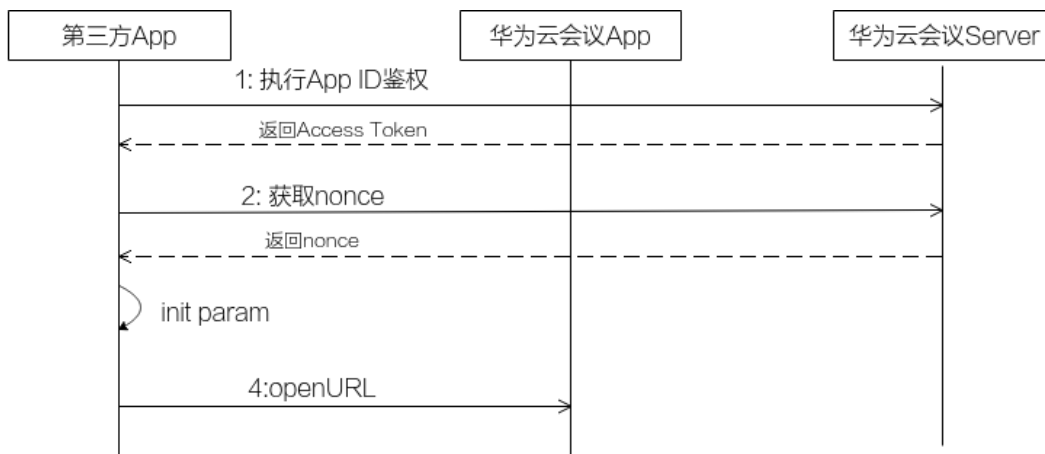 第三方App
华为云会议App
华为云会议Server
1: 执行App ID鉴权
返回Access Token
2: 获取nonce
返回nonce
init param
4:openURL